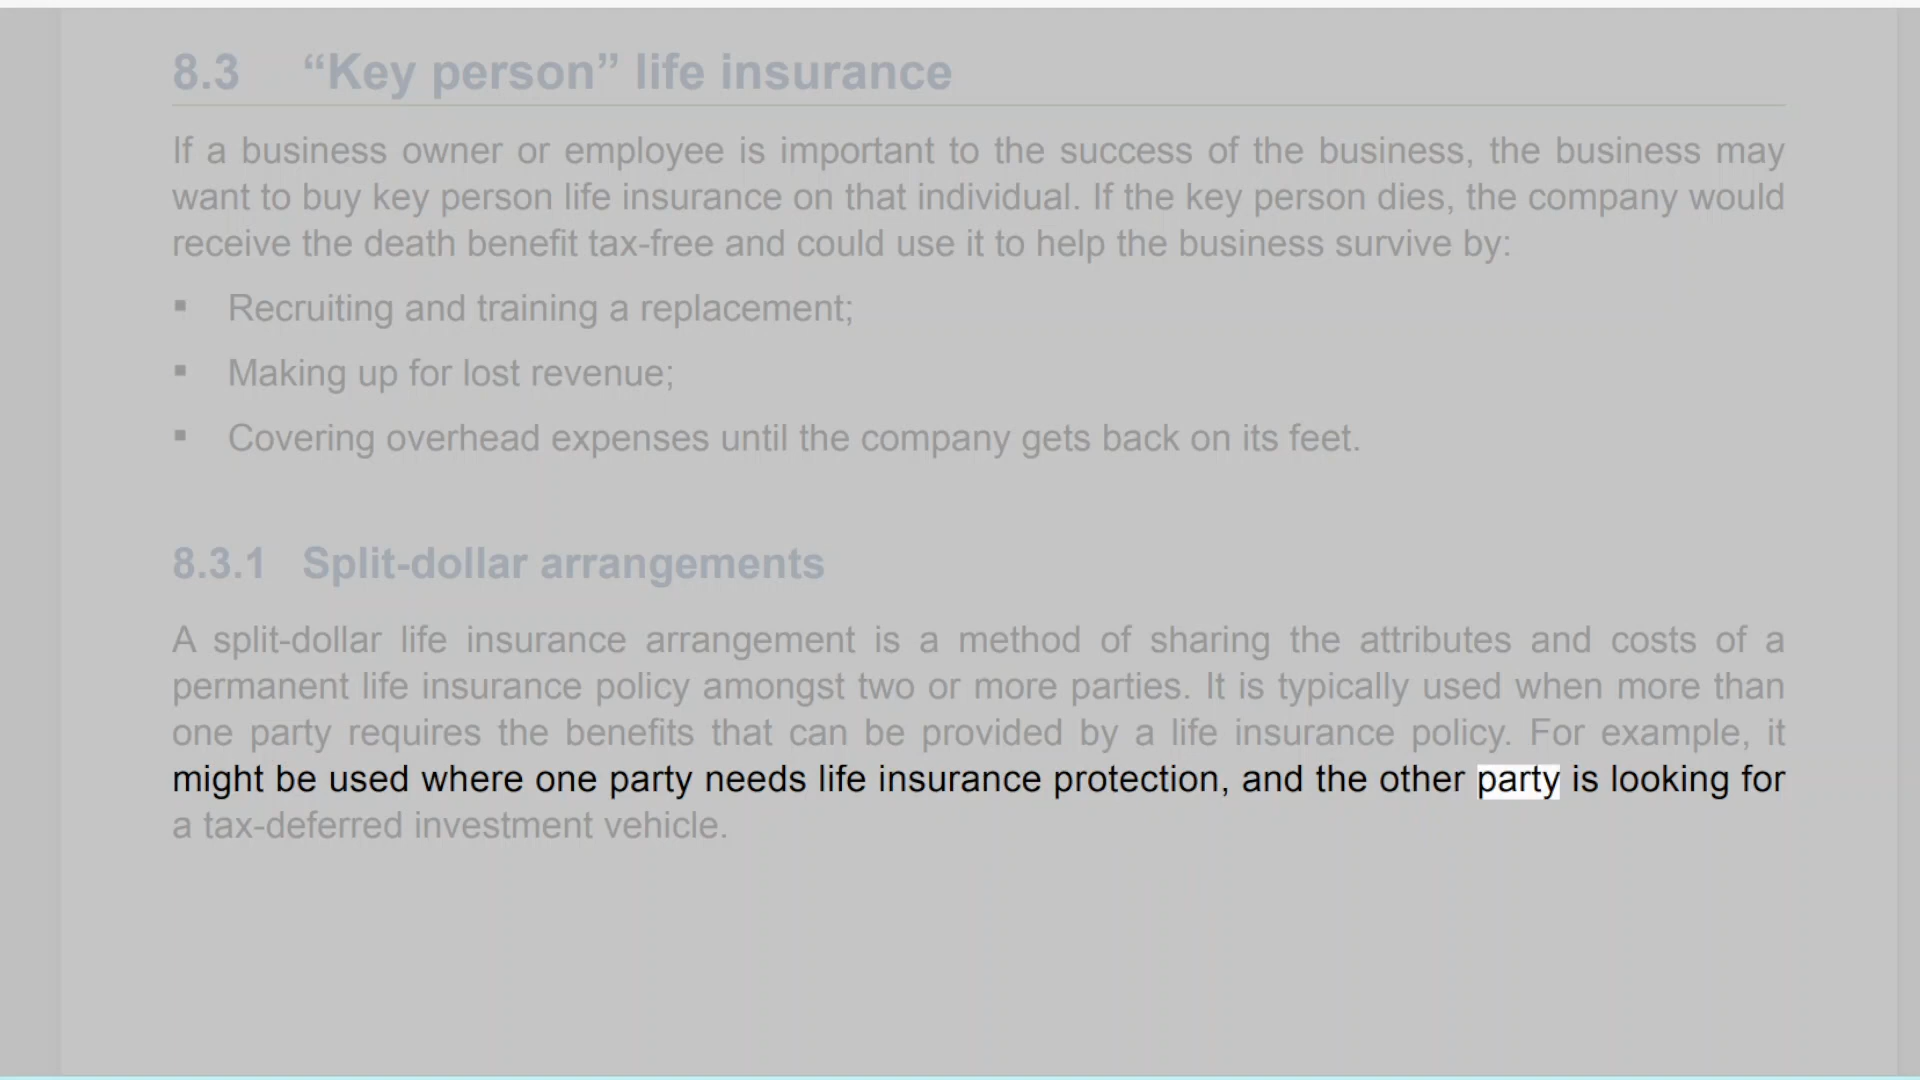 8.3 “Key person” life insurance
If a business owner or employee is important to the success of the business, the business may
want to buy key person life insurance on that individual. If the key person dies, the company would
receive the death benefit tax-free and could use it to help the business survive by:
▪ Recruiting and training a replacement;
▪ Making up for lost revenue;
▪ Covering overhead expenses until the company gets back on its feet.
8.3.1 Split-dollar arrangements
A split-dollar life insurance arrangement is a method of sharing the attributes and costs of a
permanent life insurance policy amongst two or more parties. It is typically used when more than
one party requires the benefits that can be provided by a life insurance policy. For example, it
might be used where one party needs life insurance protection, and the other party is looking for
a tax-deferred investment vehicle.